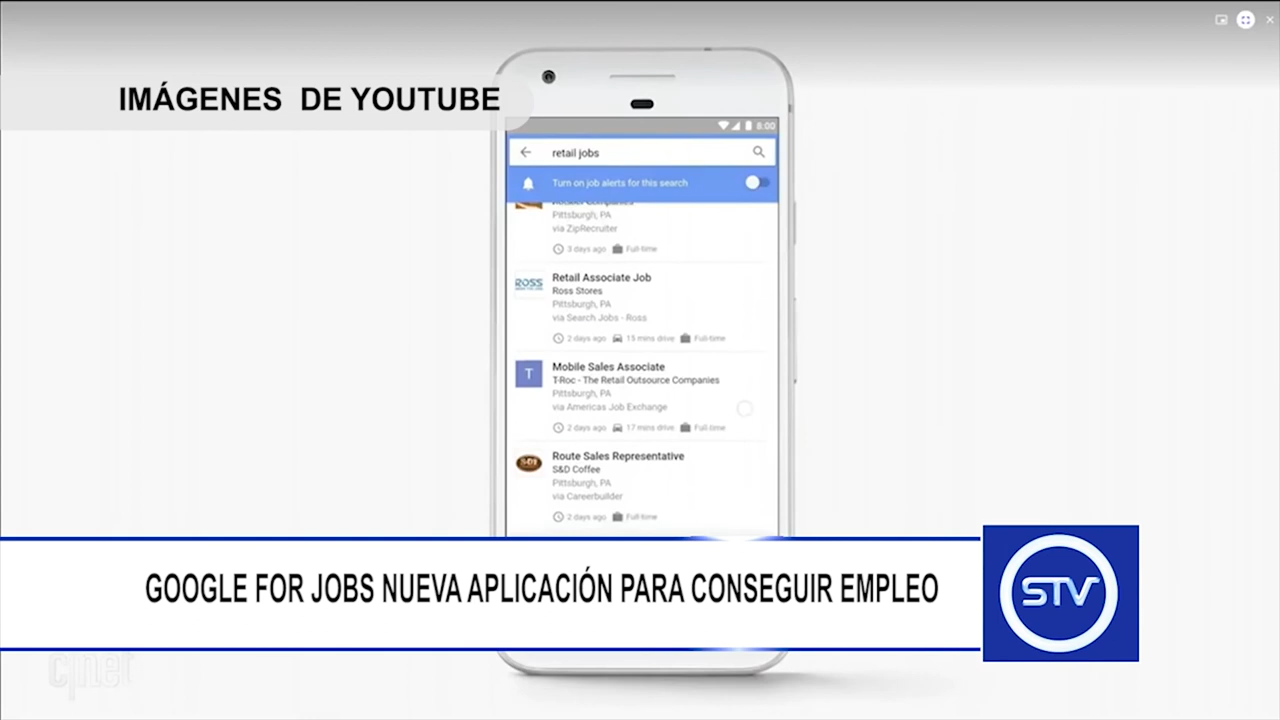 IMÁGENES DE YOUTUBE
8:00
retail jobs
Turn on job alerts for this search
Pittsburgh, PA
via ZipRecruiter
3 days ago Full-time
ROSS
Retail Associate Job
Ross Stores
Pittsburgh, PA
via Search Jobs - Ross
2 days ago 15 mins drive Full-time
T
Mobile Sales Associate
T-Roc - The Retail Outsource Companies
Pittsburgh, PA
via Americas Job Exchange
2 days ago 17 mins drive Full-time
Route Sales Representative
S&D Coffee
Pittsburgh, PA
via Careerbuilder
2 days ago Full-time
GOOGLE FOR JOBS NUEVA APLICACIÓN PARA CONSEGUIR EMPLEO
STV
c|net